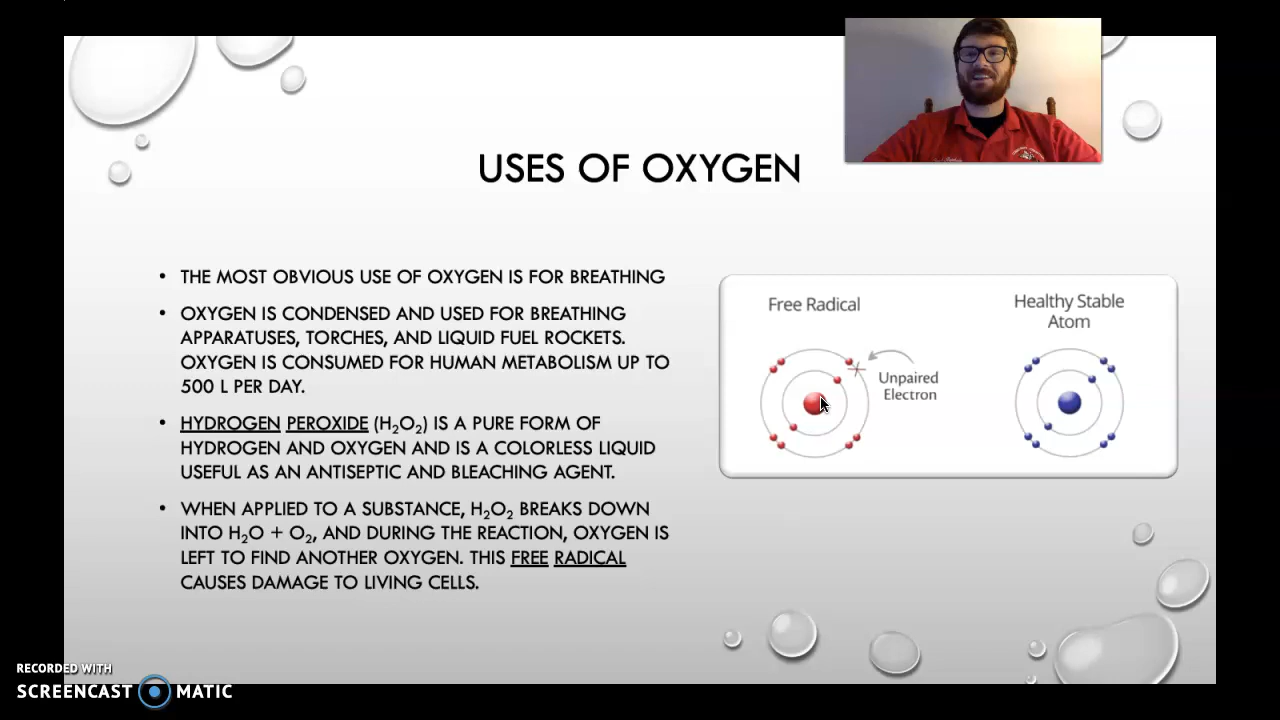 USES OF OXYGEN
• THE MOST OBVIOUS USE OF OXYGEN IS FOR BREATHING
• OXYGEN IS CONDENSED AND USED FOR BREATHING
APPARATUSES, TORCHES, AND LIQUID FUEL ROCKETS.
OXYGEN IS CONSUMED FOR HUMAN METABOLISM UP TO
500 L PER DAY.
• HYDROGEN PEROXIDE (H₂O₂) IS A PURE FORM OF
HYDROGEN AND OXYGEN AND IS A COLORLESS LIQUID
USEFUL AS AN ANTISEPTIC AND BLEACHING AGENT.
• WHEN APPLIED TO A SUBSTANCE, H₂O₂ BREAKS DOWN
INTO H₂O + O₂, AND DURING THE REACTION, OXYGEN IS
LEFT TO FIND ANOTHER OXYGEN. THIS FREE RADICAL
CAUSES DAMAGE TO LIVING CELLS.
Free Radical
Unpaired
Electron
Healthy Stable
Atom
RECORDED WITH
SCREENCAST MATIC